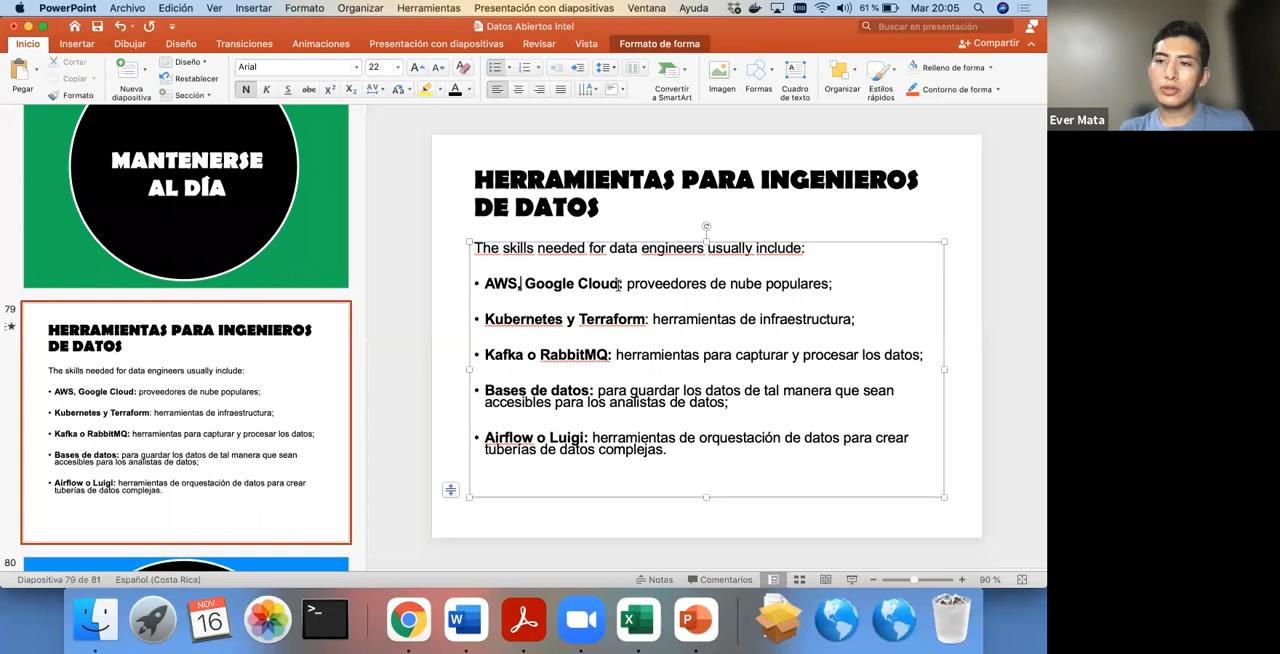 PowerPoint Archivo Edición Ver Insertar Formato Organizar Herramientas Presentación con diapositivas Ventana Ayuda 61 % Mar 20:05
Datos Abiertos Intel
Buscar en presentación
Inicio Insertar Dibujar Diseño Transiciones Animaciones Presentación con diapositivas Revisar Vista Formato de forma
Compartir
Pegar
Cortar
Copiar
Formato
Nueva diapositiva
Diseño
Restablecer
Sección
Arial 22
N K S abc X² X₂ AV Aa A
Convertir a SmartArt
Imagen
Formas
Cuadro de texto
Organizar
Estilos rápidos
Relleno de forma
Contorno de forma
MANTENERSE
AL DÍA
79
HERRAMIENTAS PARA INGENIEROS
DE DATOS
The skills needed for data engineers usually include:
• AWS, Google Cloud: proveedores de nube populares;
• Kubernetes y Terraform: herramientas de infraestructura;
• Kafka o RabbitMQ: herramientas para capturar y procesar los datos;
• Bases de datos: para guardar los datos de tal manera que sean
accesibles para los analistas de datos;
• Airflow o Luigi: herramientas de orquestación de datos para crear
tuberías de datos complejas.
80
HERRAMIENTAS PARA INGENIEROS
DE DATOS
The skills needed for data engineers usually include:
• AWS, Google Cloud: proveedores de nube populares;
• Kubernetes y Terraform: herramientas de infraestructura;
• Kafka o RabbitMQ: herramientas para capturar y procesar los datos;
• Bases de datos: para guardar los datos de tal manera que sean
accesibles para los analistas de datos;
• Airflow o Luigi: herramientas de orquestación de datos para crear
tuberías de datos complejas.
Ever Mata
Diapositiva 79 de 81 Español (Costa Rica) Notas Comentarios 90 %
NOV.
16